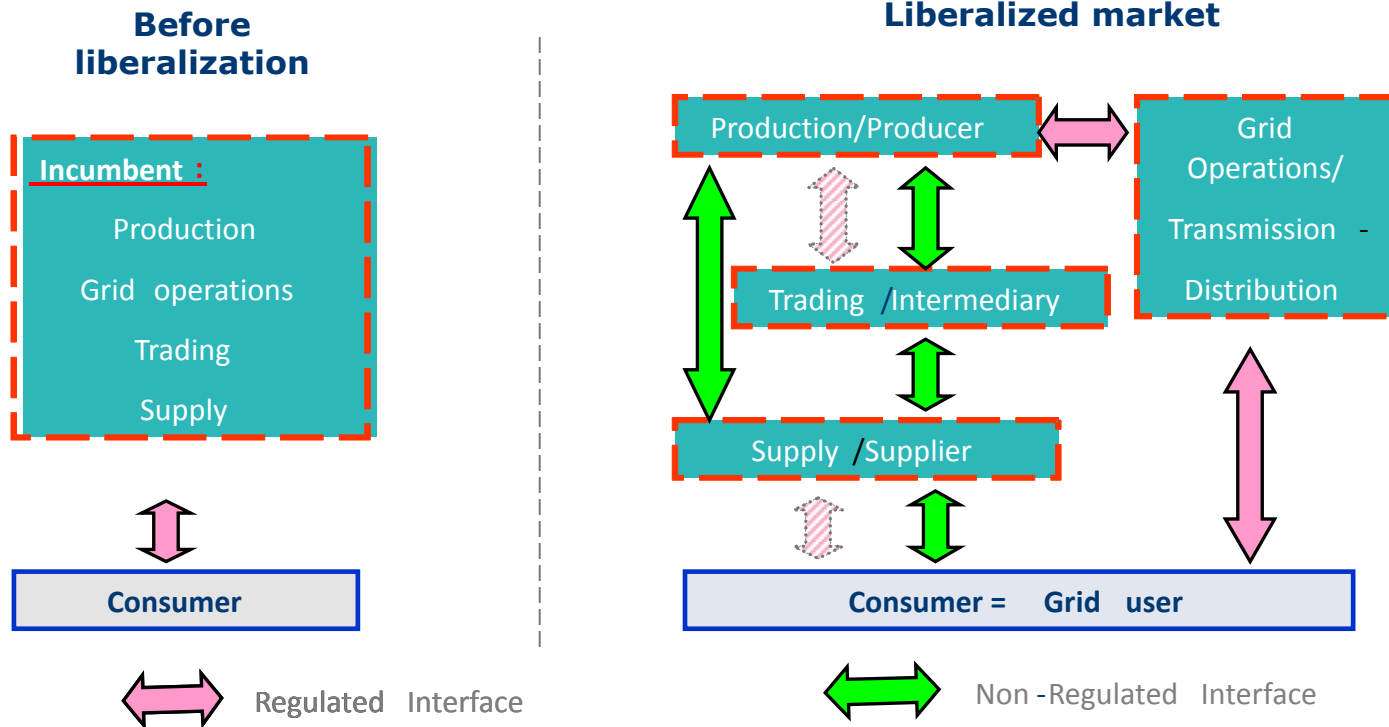 Before
liberalization
Incumbent :
Production
Grid operations
Trading
Supply
Consumer
Regulated Interface
Liberalized market
Production/Producer
Grid
Operations/
Transmission -
Distribution
Trading /Intermediary
Supply /Supplier
Consumer = Grid user
Non -Regulated Interface